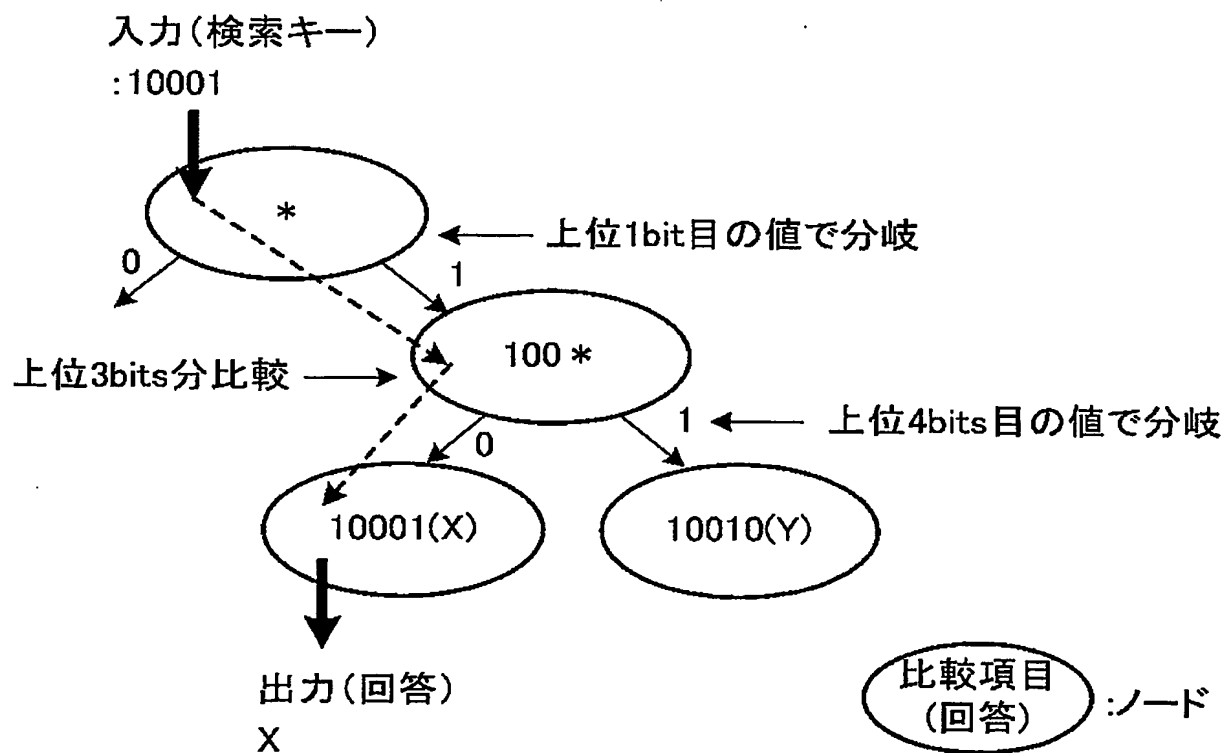 入力(検索キー)
:10001
*
上位1bit目の値で分岐
0
1
上位3bits分比較
100*
0
1
上位4bits目の値で分岐
10001(X)
10010(Y)
出力(回答)
X
比較項目
(回答)
:ノード